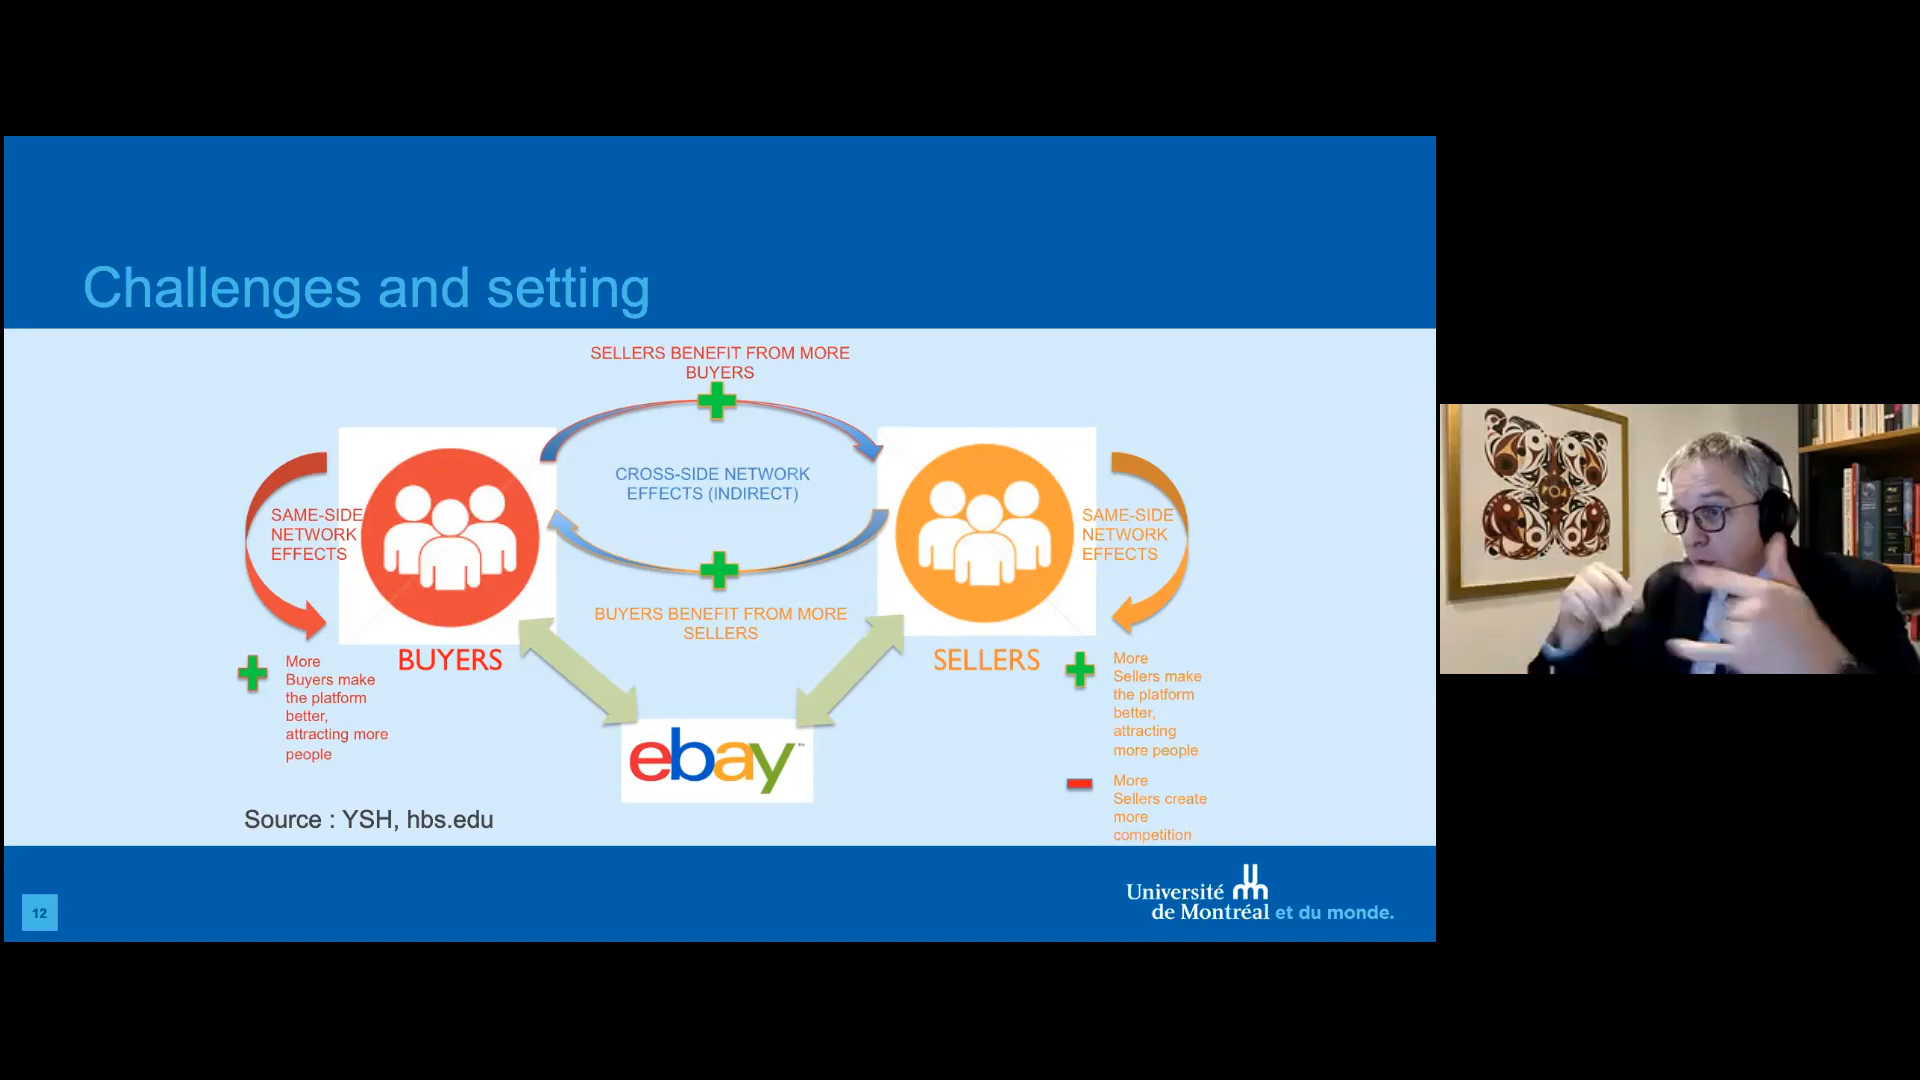 Challenges and setting
SELLERS BENEFIT FROM MORE
BUYERS
CROSS-SIDE NETWORK
EFFECTS (INDIRECT)
SAME-SIDE
NETWORK
EFFECTS
SAME-SIDE
NETWORK
EFFECTS
BUYERS BENEFIT FROM MORE
SELLERS
BUYERS
SELLERS
More
Buyers make
the platform
better,
attracting more
people
More
Sellers make
the platform
better,
attracting
more people
More
Sellers create
more
competition
ebay™
Source : YSH, hbs.edu
12
Université
de Montréal et du monde.